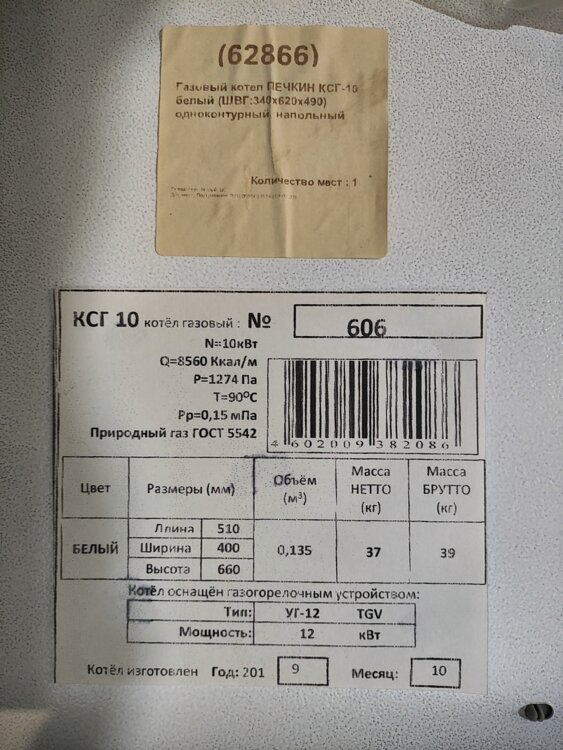 (62866)
Газовый котел ПЕЧКИН КСГ-10
белый (ШВГ:340х620х490)
одноконтурный, напольный
Количество мест : 1
КСГ 10 котёл газовый : № 606
N=10кВт
Q=8560 Ккал/м
P=1274 Па
T=90ºС
Pp=0,15 мПа
Природный газ ГОСТ 5542
4 602009 382086
Цвет Размеры (мм) Объём (м³) Масса НЕТТО (кг) Масса БРУТТО (кг)
БЕЛЫЙ Длина 510 0,135 37 39
Ширина 400
Высота 660
Котёл оснащён газогорелочным устройством:
Тип: УГ-12 TGV
Мощность: 12 кВт
Котёл изготовлен Год: 201 9 Месяц: 10